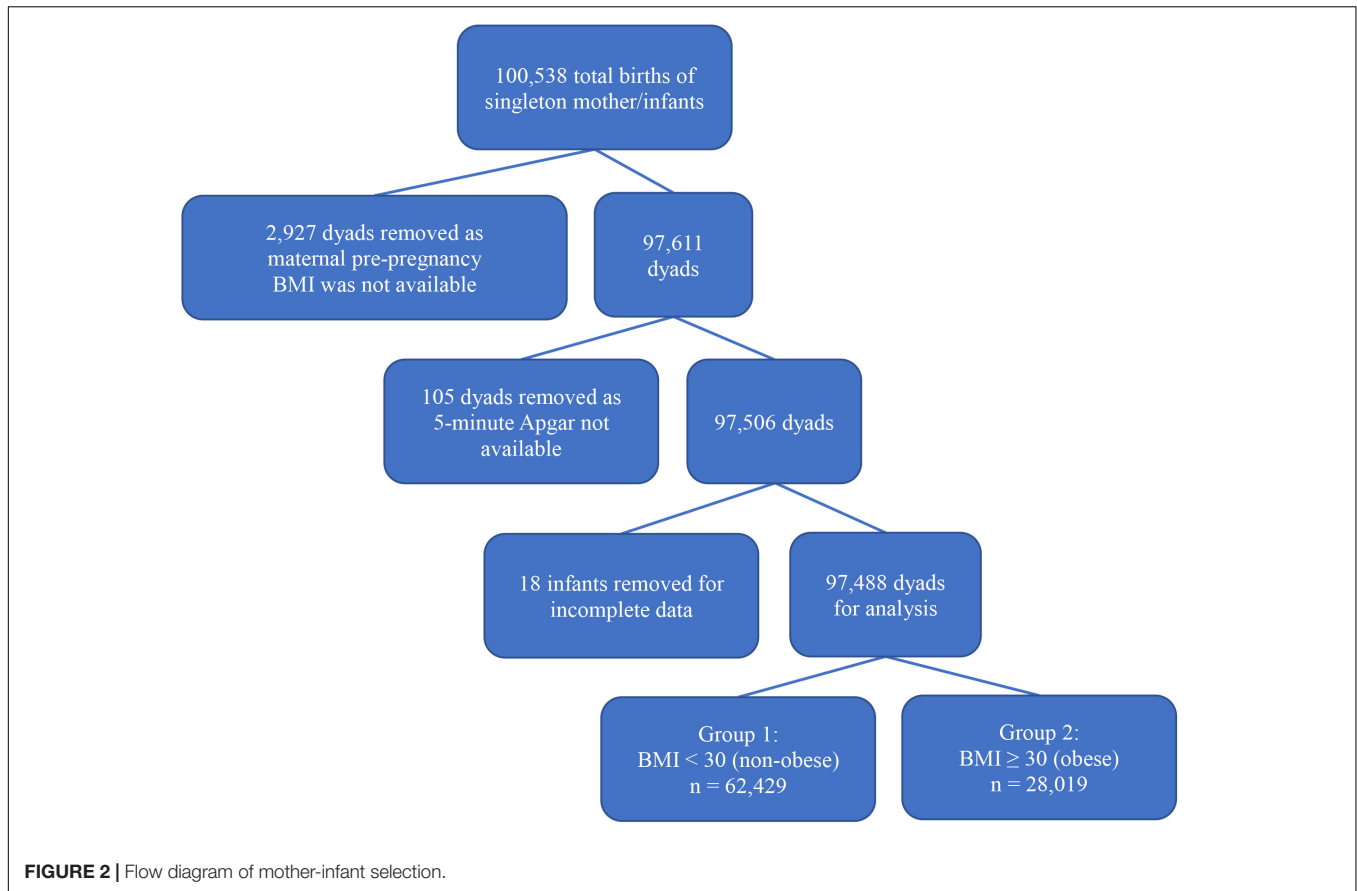 100,538 total births of
singleton mother/infants
2,927 dyads removed as
maternal pre-pregnancy
BMI was not available
97,611
dyads
105 dyads removed as
5-minute Apgar not
available
97,506 dyads
18 infants removed for
incomplete data
97,488 dyads
for analysis
Group 1:
BMI < 30 (non-obese)
n = 62,429
Group 2:
BMI ≥ 30 (obese)
n = 28,019
FIGURE 2 | Flow diagram of mother-infant selection.